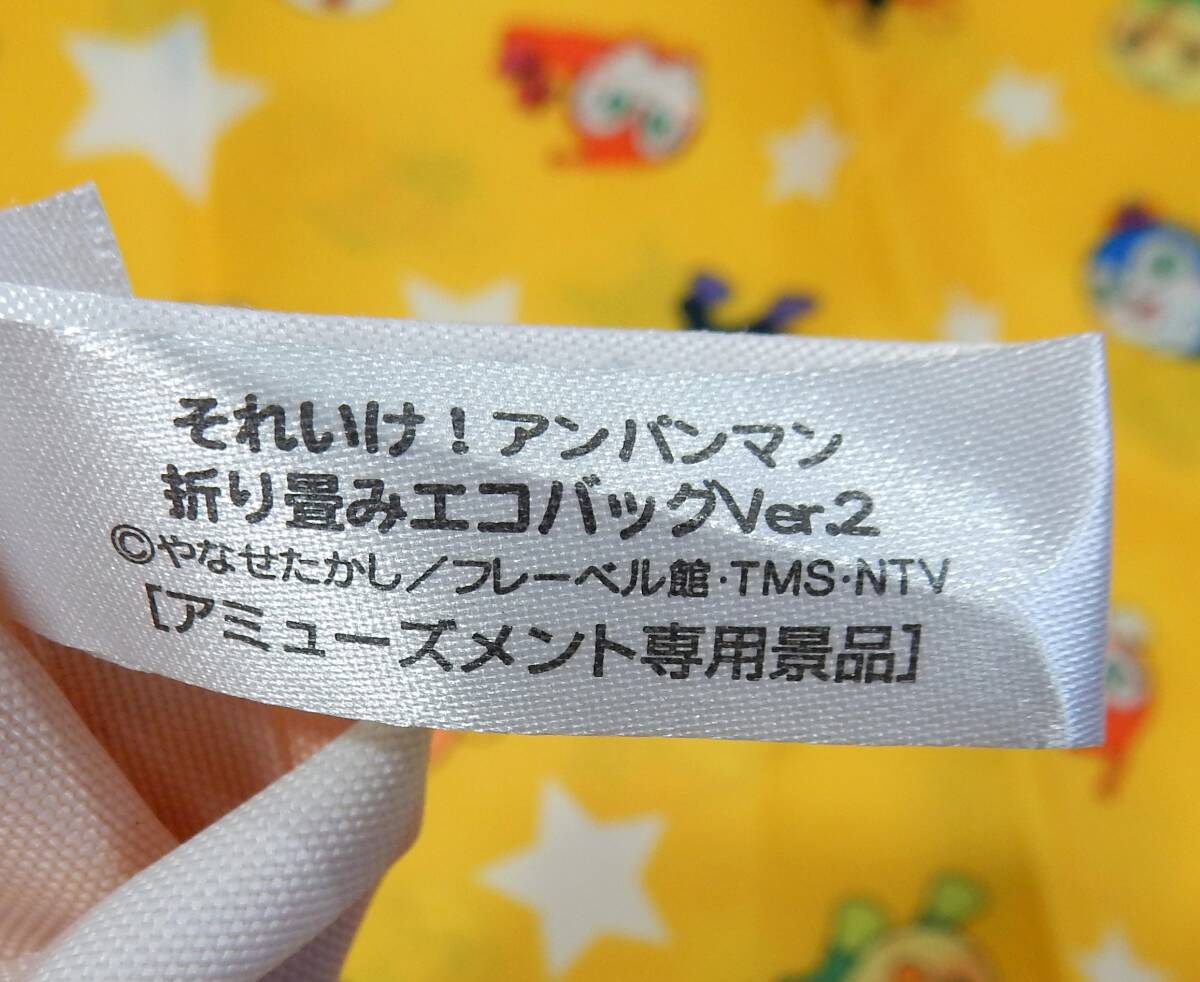 それいけ！アンパンマン
折り畳みエコバッグVer.2
©やなせたかし/フレーベル館・TMS・NTV
[アミューズメント専用景品]